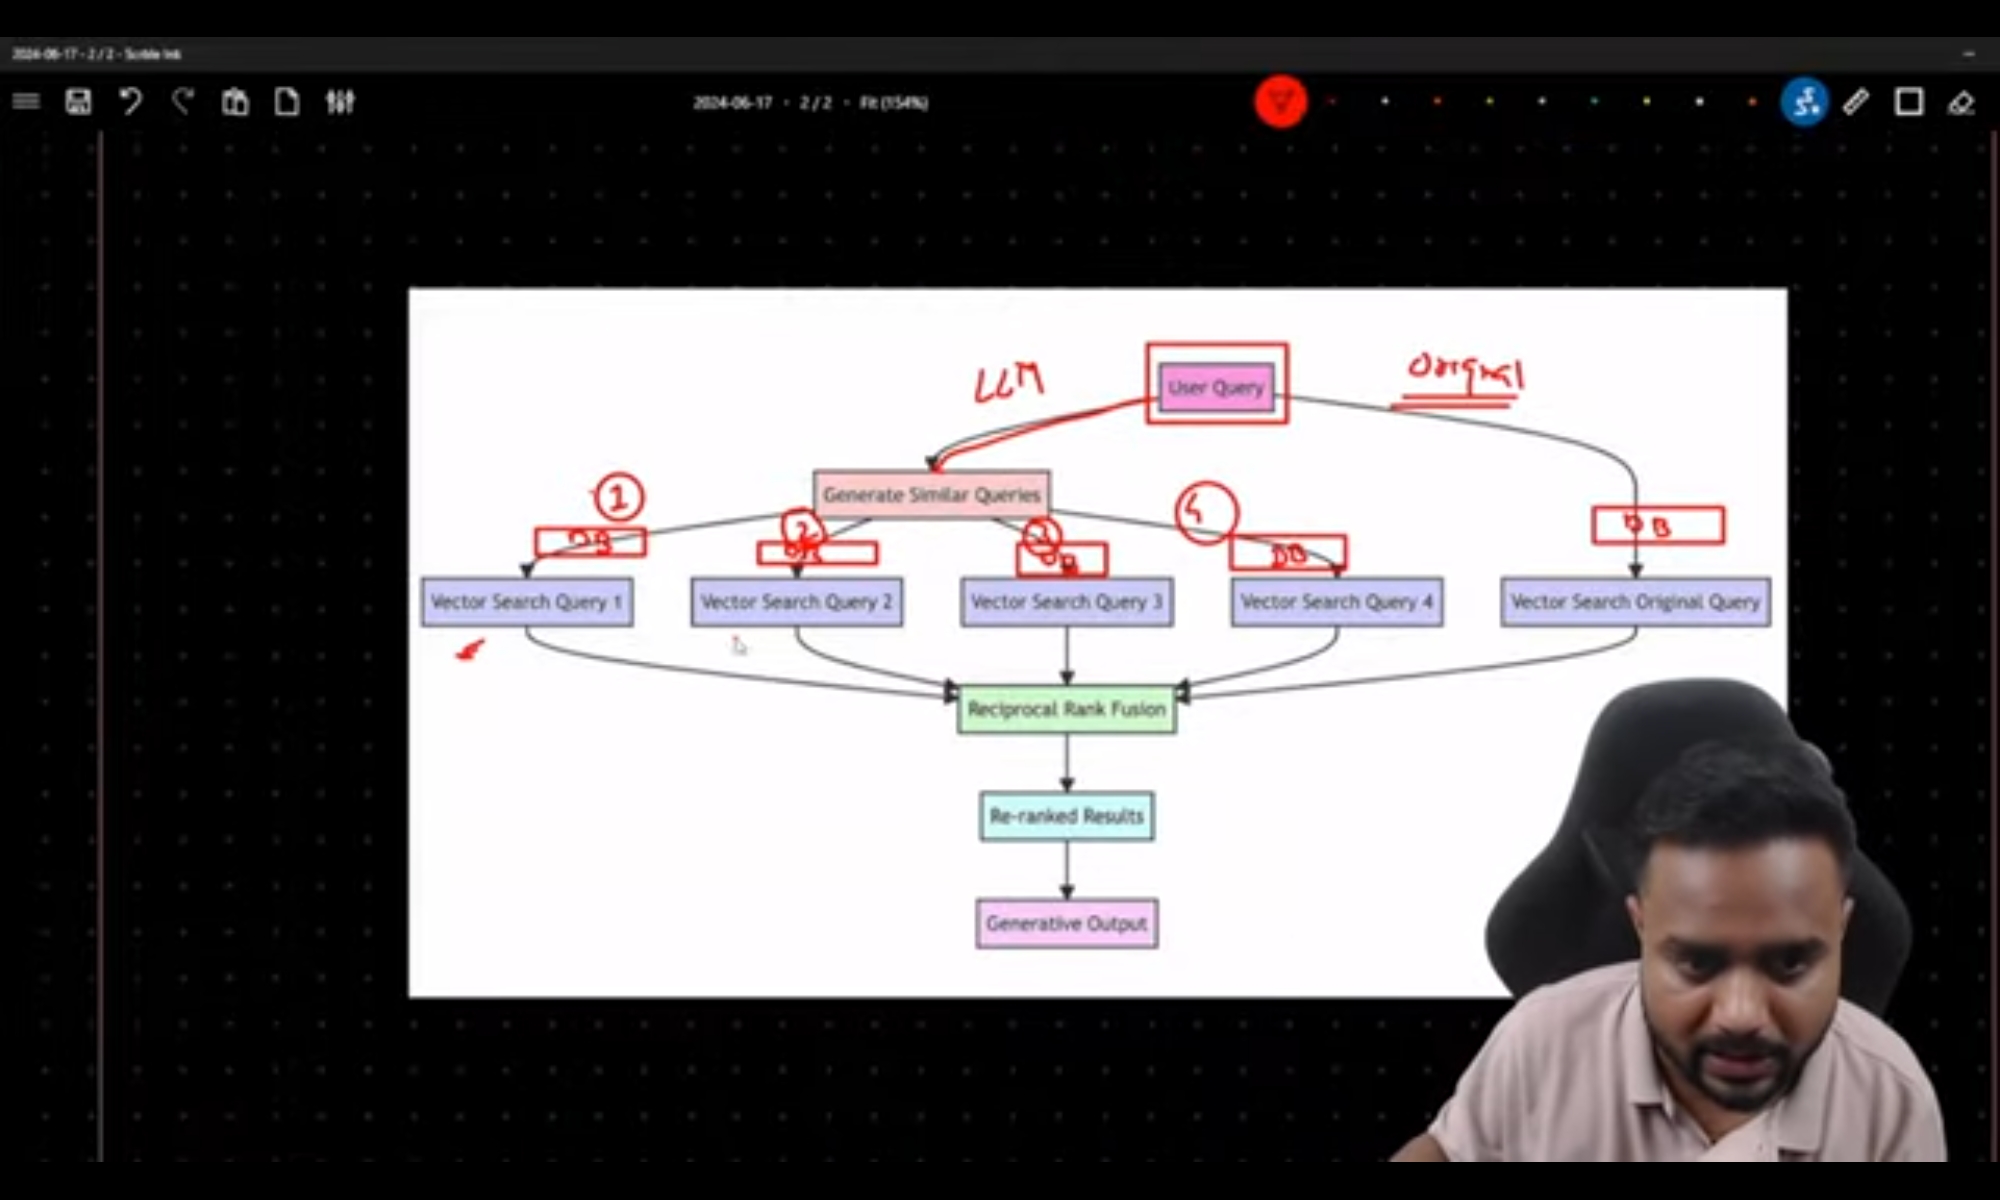 2024-06-17 - 2 / 2 - Scribble Ink
2024-06-17 • 2 / 2 • Fit (154%)
LLM
User Query
Original
Generate Similar Queries
1
2
3
4
DB
DB
DB
DB
DB
Vector Search Query 1
Vector Search Query 2
Vector Search Query 3
Vector Search Query 4
Vector Search Original Query
Reciprocal Rank Fusion
Re-ranked Results
Generative Output